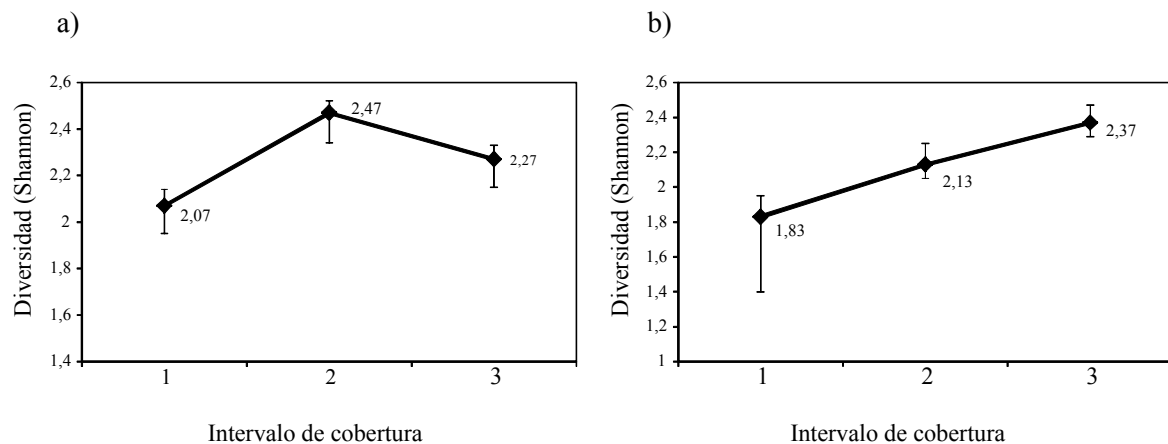 a)
Diversidad (Shannon)
2,6
2,4
2,2
2
1,8
1,6
1,4
2,07
2,47
2,27
1 2 3
Intervalo de cobertura
b)
Diversidad (Shannon)
2,6
2,4
2,2
2
1,8
1,6
1,4
1,2
1
1,83
2,13
2,37
1 2 3
Intervalo de cobertura